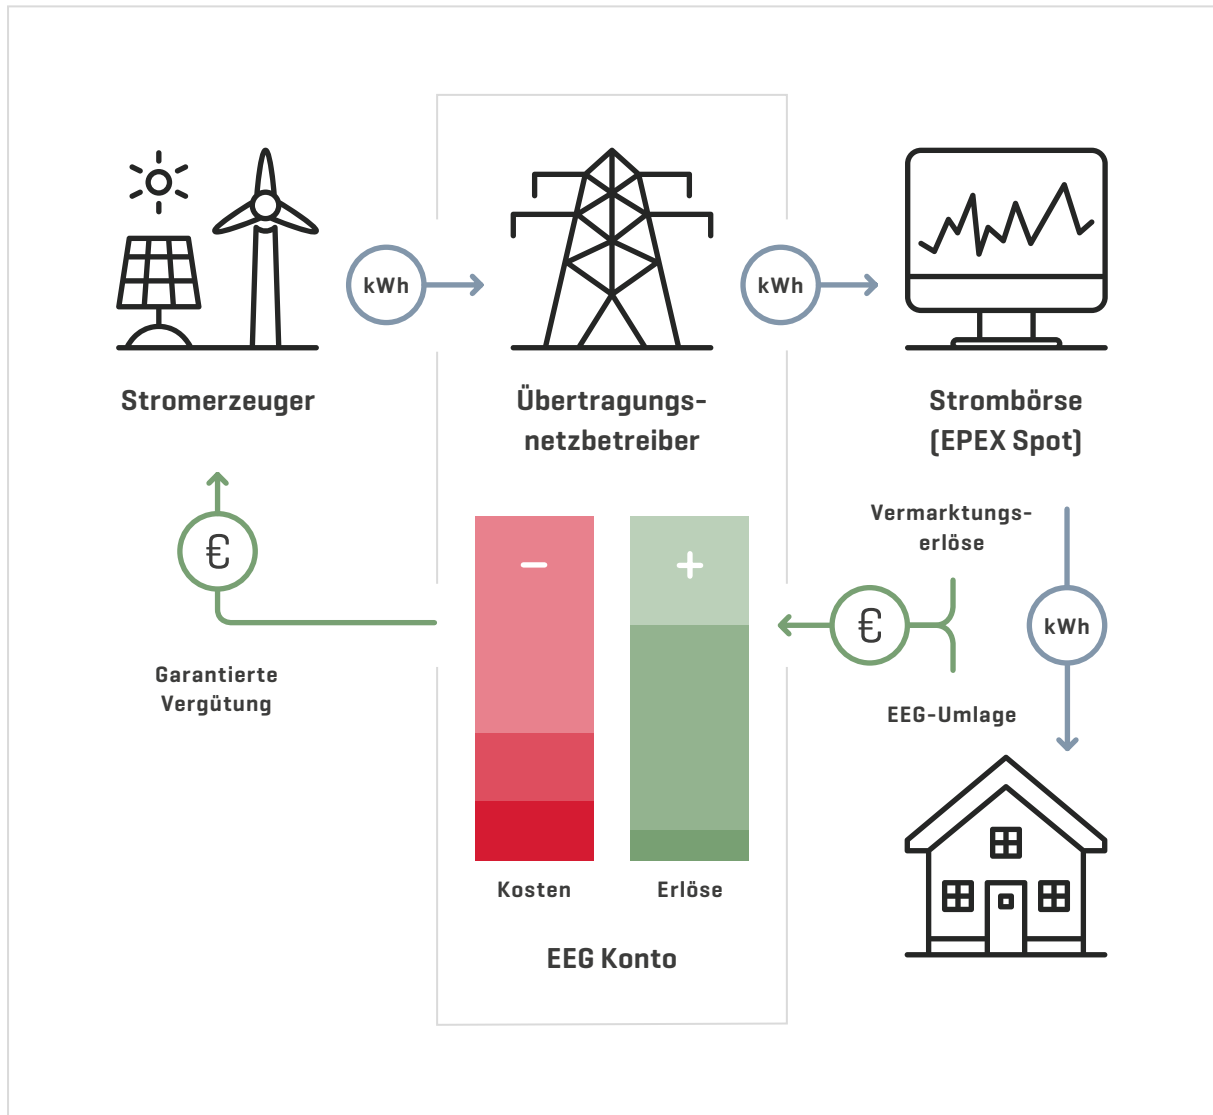 kWh
kWh
Stromerzeuger
Übertragungs-
netzbetreiber
Strombörse
(EPEX Spot)
€
Garantierte
Vergütung
−
+
Vermarktungs-
erlöse
€
kWh
EEG-Umlage
Kosten
Erlöse
EEG Konto